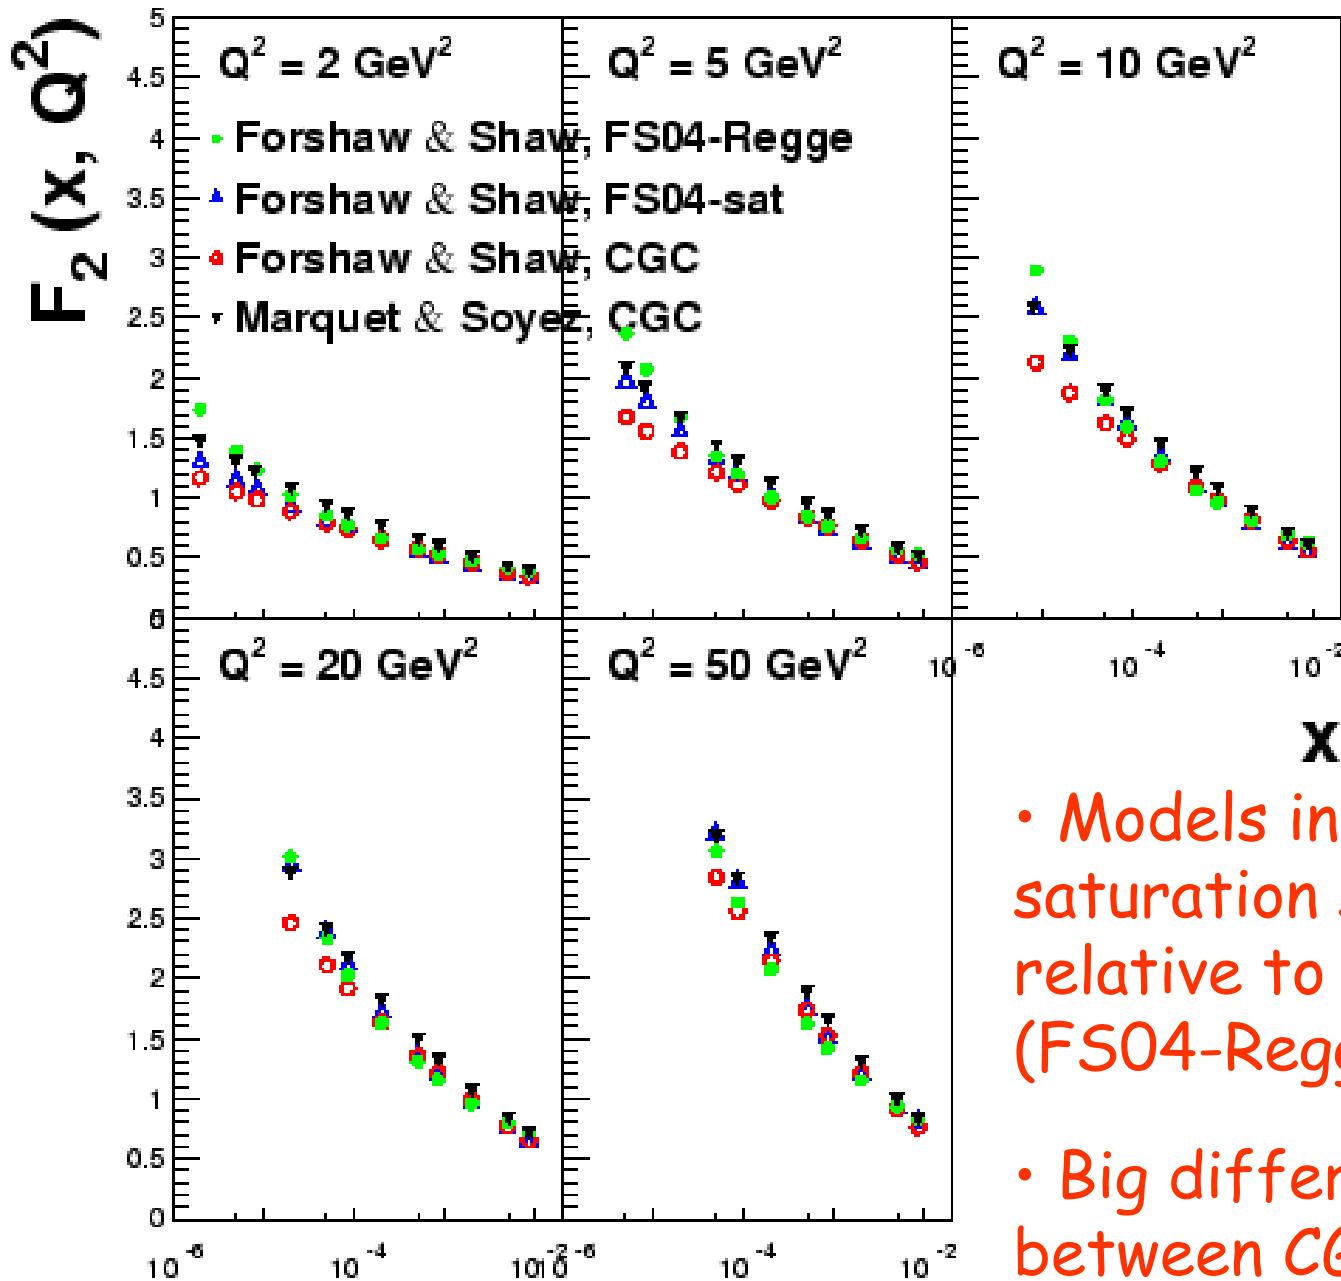 F2 (x, Q2)
Q2 = 2 GeV2
Q2 = 5 GeV2
Q2 = 10 GeV2
Forshaw & Shaw, FS04-Regge
Forshaw & Shaw, FS04-sat
Forshaw & Shaw, CGC
Marquet & Soyez, CGC
5
4.5
4
3.5
3
2.5
2
1.5
1
0.5
Q2 = 20 GeV2
Q2 = 50 GeV2
4.5
4
3.5
3
2.5
2
1.5
1
0.5
0
10-6
10-4
10-2
10-6
10-4
10-2
10-6
10-4
10-2
x
• Models in
saturation
relative to
(FS04-Reg
• Big differ
between CG